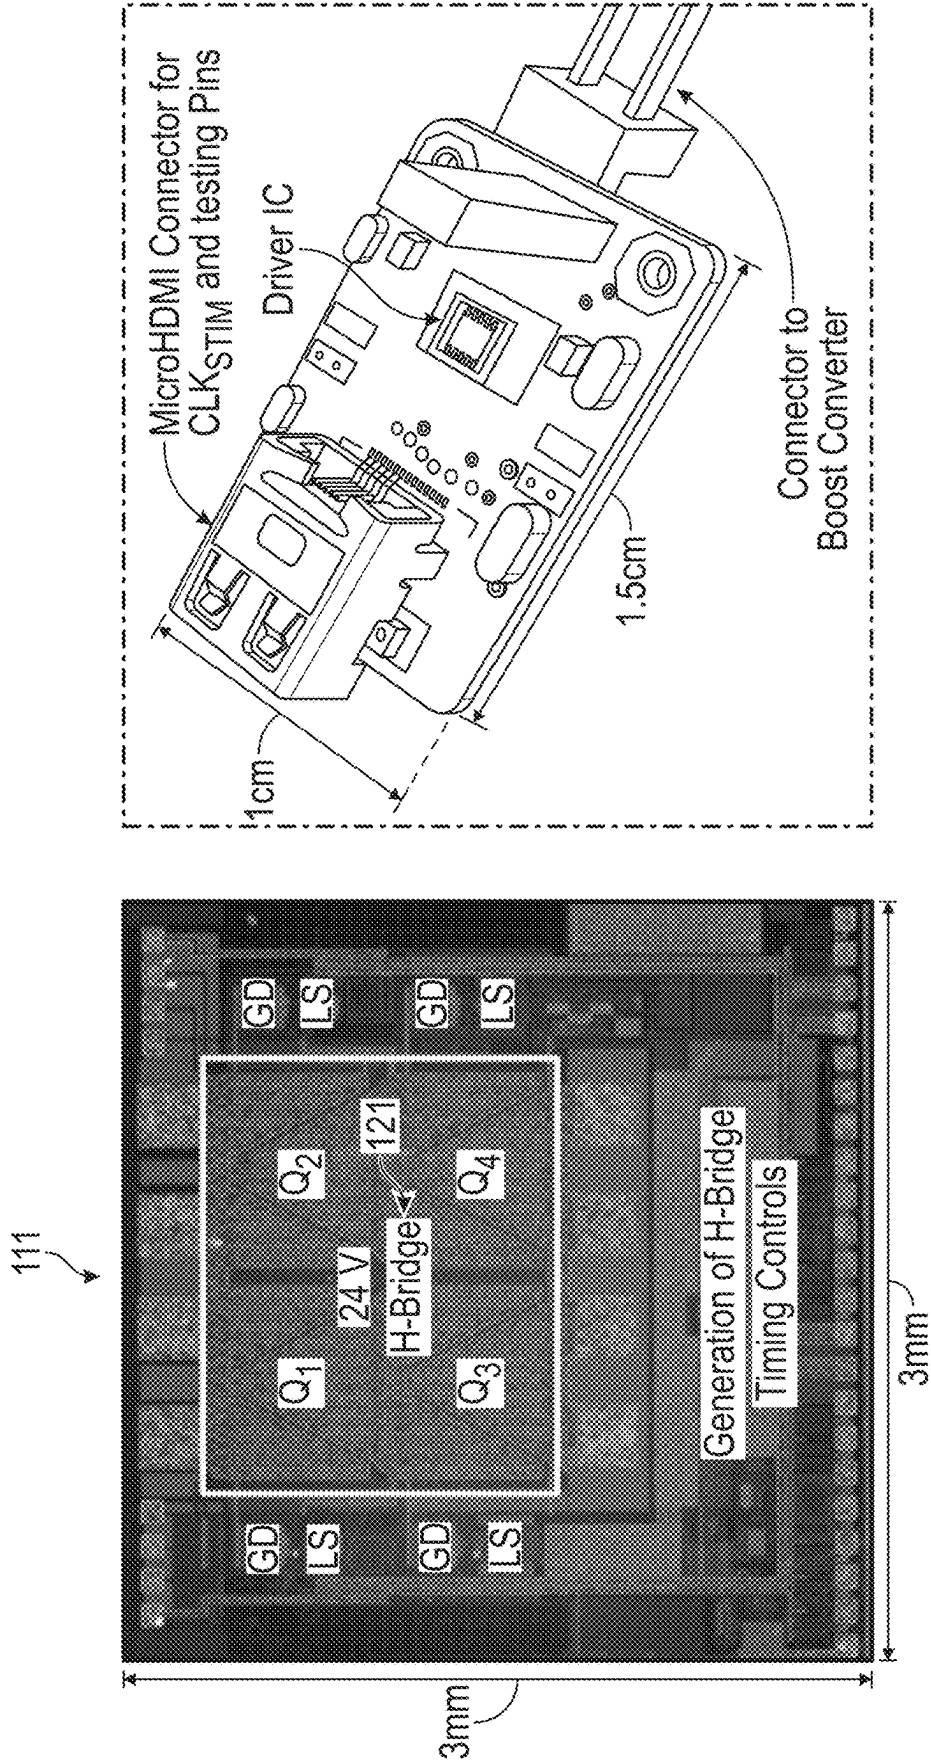 111
GD
LS
GD
LS
Q1
Q2
24 V
121
H-Bridge
Q3
Q4
GD
LS
GD
LS
Generation of H-Bridge
Timing Controls
3mm
3mm
MicroHDMI Connector for
CLKSTIM and testing Pins
Driver IC
1cm
1.5cm
Connector to
Boost Converter